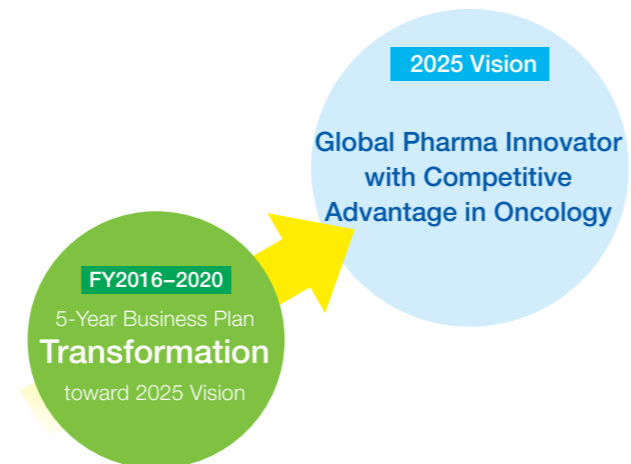 2025 Vision
Global Pharma Innovator
with Competitive
Advantage in Oncology
FY2016–2020
5-Year Business Plan
Transformation
toward 2025 Vision